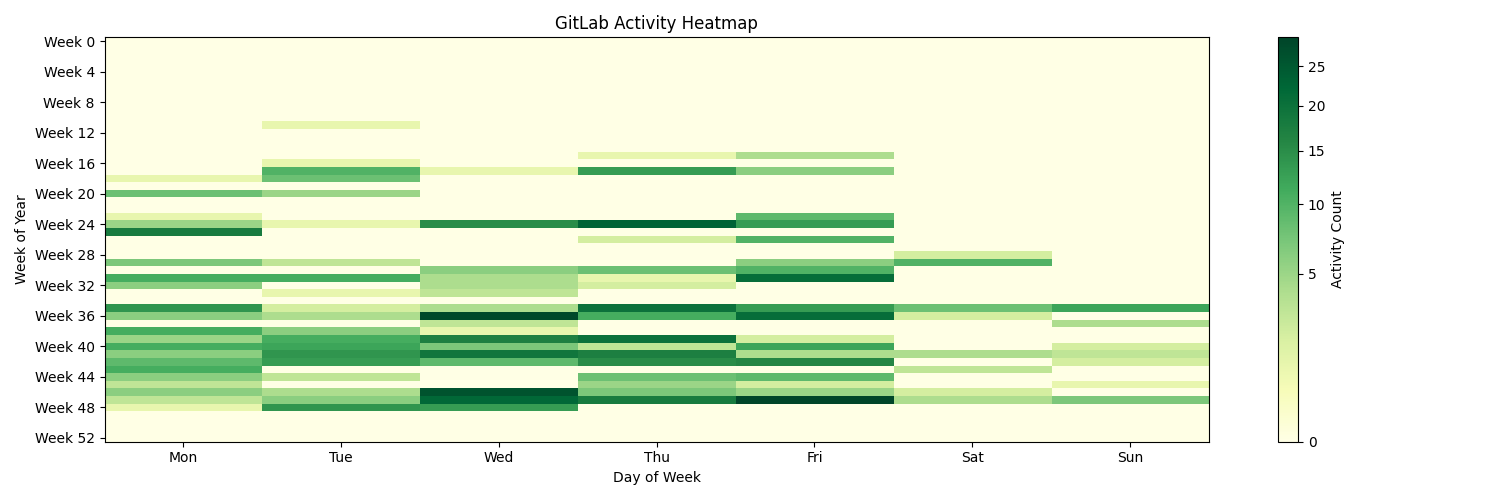 GitLab Activity Heatmap
Week 0
Week 4
Week 8
Week 12
Week 16
Week 20
Week 24
Week 28
Week 32
Week 36
Week 40
Week 44
Week 48
Week 52
Week of Year
Mon Tue Wed Thu Fri Sat Sun
Day of Week
25
20
15
10
5
0
Activity Count